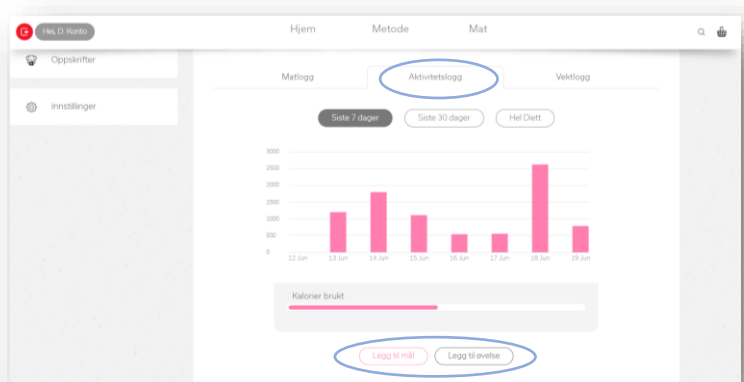 Hei, D. Konto
Hjem Metode Mat
Oppskrifter
Innstillinger
Matlogg Aktivitetslogg Vektlogg
Siste 7 dager Siste 30 dager Hel Diett
3000
2500
2000
1500
1000
500
0
12 Jun 13 Jun 14 Jun 15 Jun 16 Jun 17 Jun 18 Jun 19 Jun
Kalorier brukt
Legg til mål Legg til øvelse